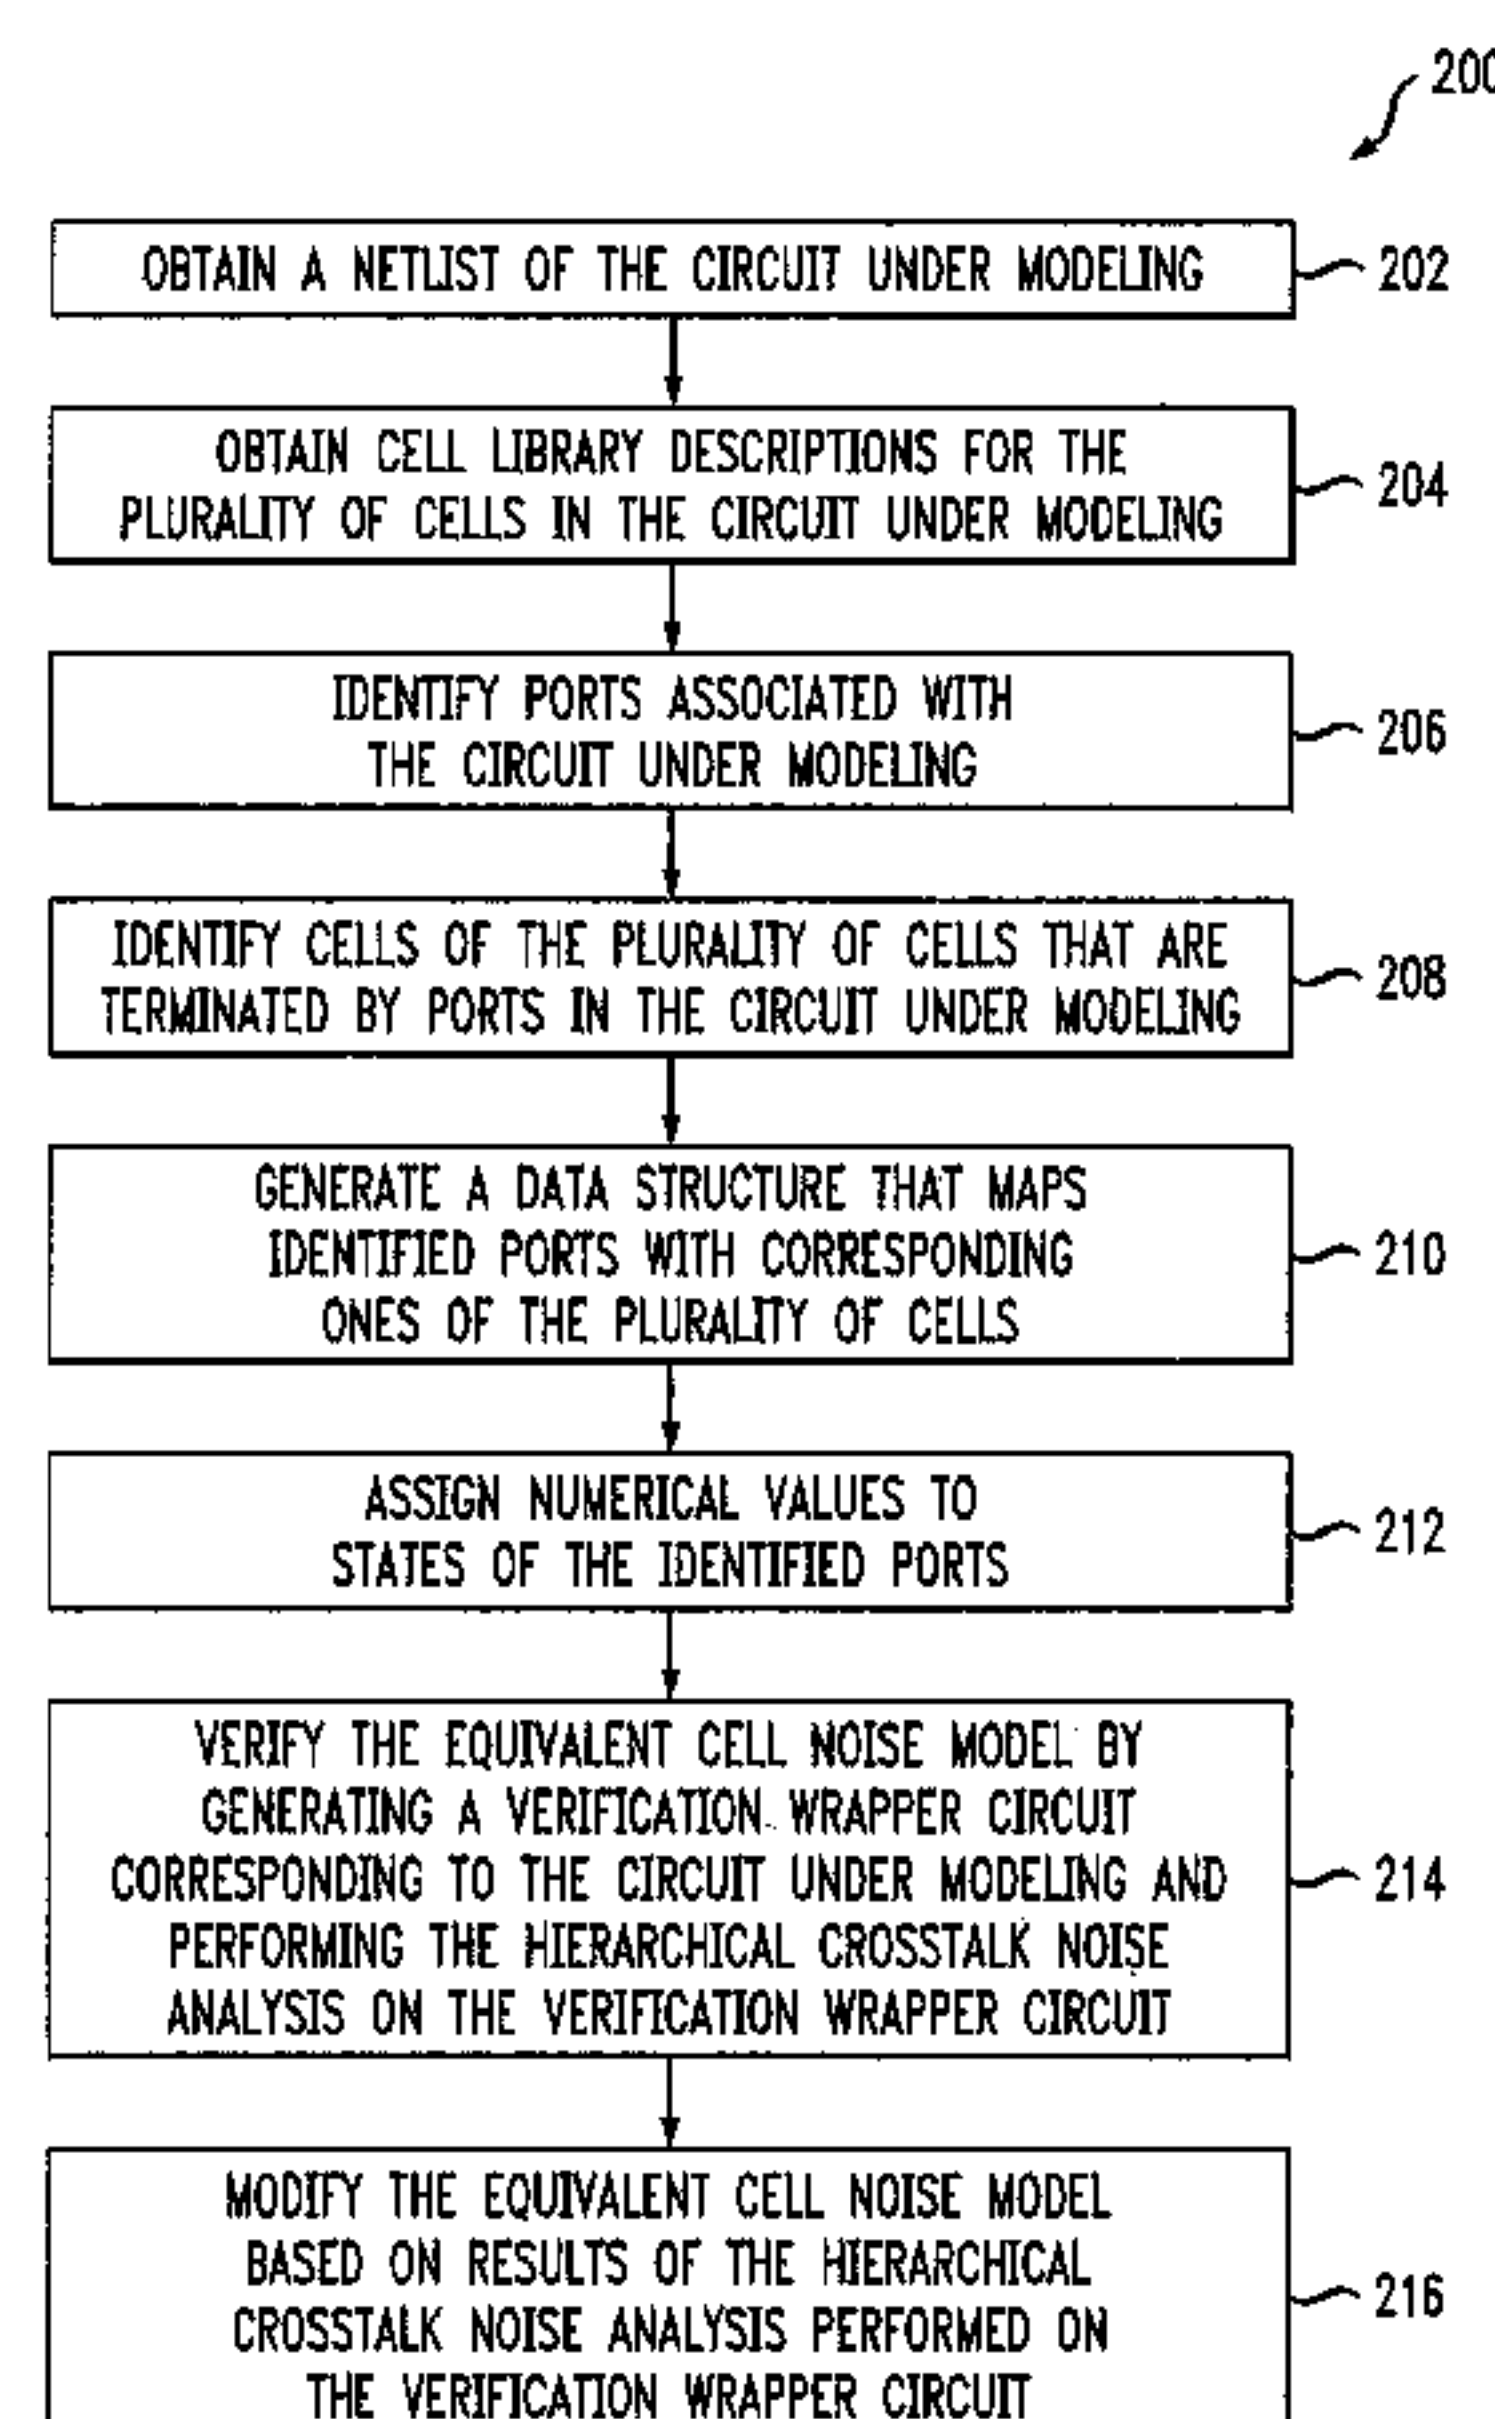 200
OBTAIN A NETLIST OF THE CIRCUIT UNDER MODELING
202
OBTAIN CELL LIBRARY DESCRIPTIONS FOR THE
PLURALITY OF CELLS IN THE CIRCUIT UNDER MODELING
204
IDENTIFY PORTS ASSOCIATED WITH
THE CIRCUIT UNDER MODELING
206
IDENTIFY CELLS OF THE PLURALITY OF CELLS THAT ARE
TERMINATED BY PORTS IN THE CIRCUIT UNDER MODELING
208
GENERATE A DATA STRUCTURE THAT MAPS
IDENTIFIED PORTS WITH CORRESPONDING
ONES OF THE PLURALITY OF CELLS
210
ASSIGN NUMERICAL VALUES TO
STATES OF THE IDENTIFIED PORTS
212
VERIFY THE EQUIVALENT CELL NOISE MODEL BY
GENERATING A VERIFICATION WRAPPER CIRCUIT
CORRESPONDING TO THE CIRCUIT UNDER MODELING AND
PERFORMING THE HIERARCHICAL CROSSTALK NOISE
ANALYSIS ON THE VERIFICATION WRAPPER CIRCUIT
214
MODIFY THE EQUIVALENT CELL NOISE MODEL
BASED ON RESULTS OF THE HIERARCHICAL
CROSSTALK NOISE ANALYSIS PERFORMED ON
THE VERIFICATION WRAPPER CIRCUIT
216